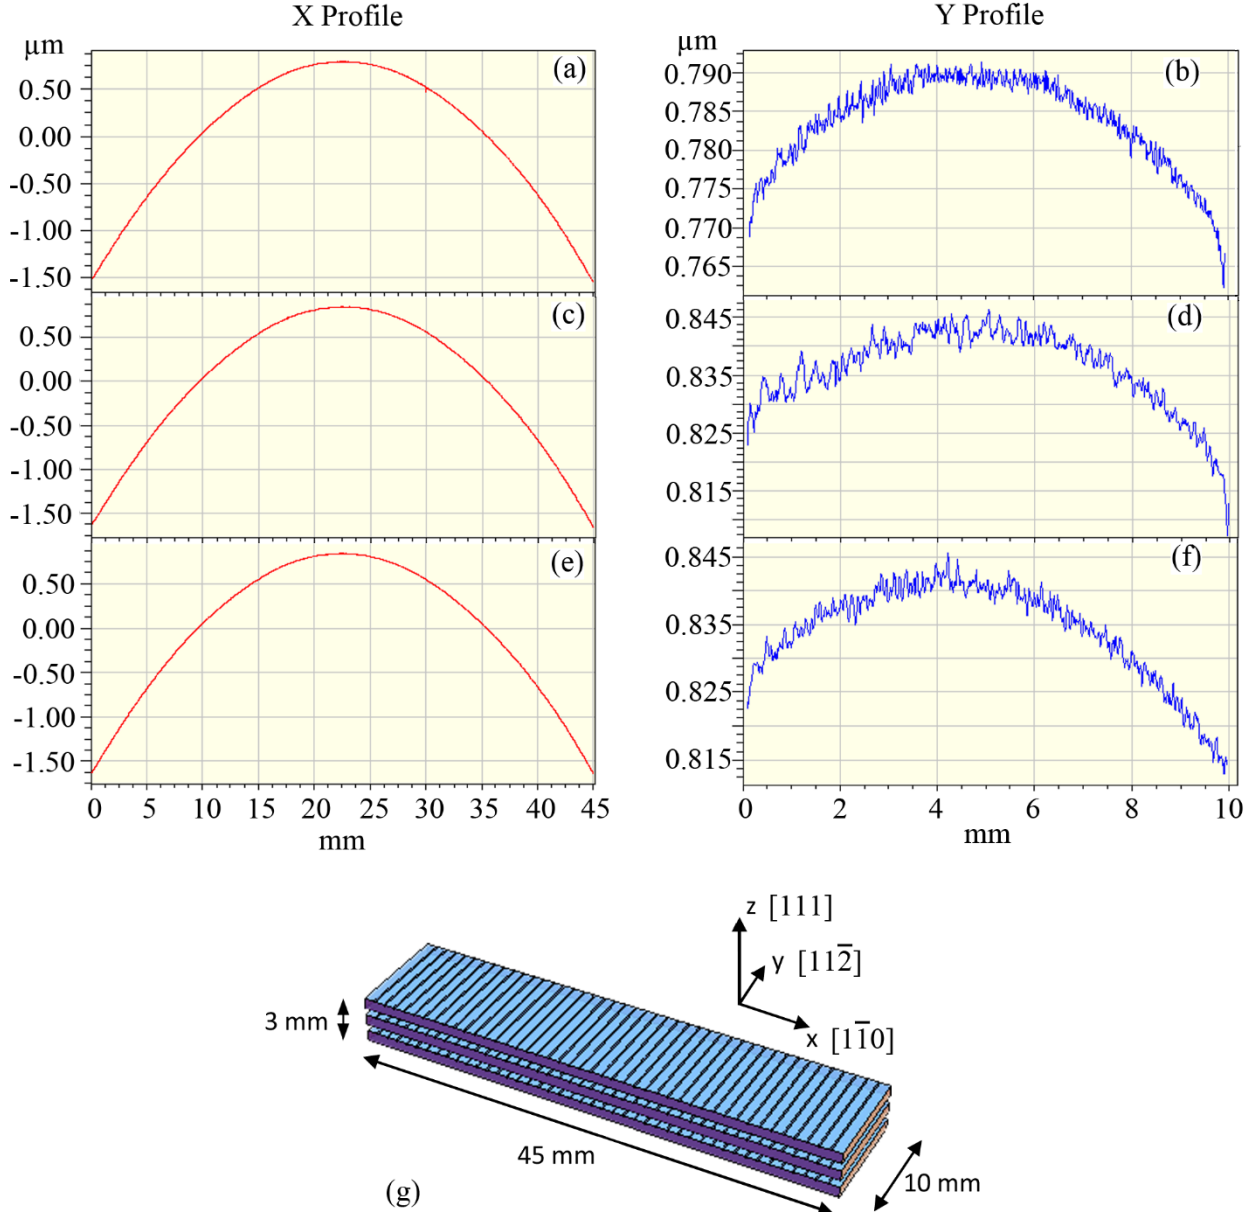 X Profile
Y Profile
µm
µm
(a)
0.50
0.00
-0.50
-1.00
-1.50
(b)
0.790
0.785
0.780
0.775
0.770
0.765
(c)
0.50
0.00
-0.50
-1.00
-1.50
(d)
0.845
0.835
0.825
0.815
(e)
0.50
0.00
-0.50
-1.00
-1.50
0 5 10 15 20 25 30 35 40 45
mm
(f)
0.845
0.835
0.825
0.815
0 2 4 6 8 10
mm
z [111]
y [112̅]
x [11̅0]
3 mm
45 mm
10 mm
(g)